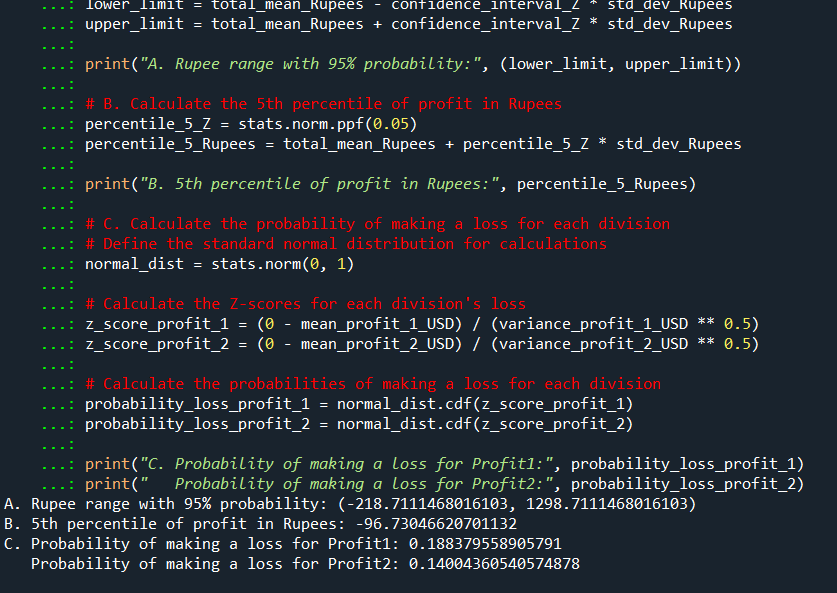 ...: lower_limit = total_mean_Rupees - confidence_interval_Z * std_dev_Rupees
...: upper_limit = total_mean_Rupees + confidence_interval_Z * std_dev_Rupees
...:
...: print("A. Rupee range with 95% probability:", (lower_limit, upper_limit))
...:
...: # B. Calculate the 5th percentile of profit in Rupees
...: percentile_5_Z = stats.norm.ppf(0.05)
...: percentile_5_Rupees = total_mean_Rupees + percentile_5_Z * std_dev_Rupees
...:
...: print("B. 5th percentile of profit in Rupees:", percentile_5_Rupees)
...:
...: # C. Calculate the probability of making a loss for each division
...: # Define the standard normal distribution for calculations
...: normal_dist = stats.norm(0, 1)
...:
...: # Calculate the Z-scores for each division's loss
...: z_score_profit_1 = (0 - mean_profit_1_USD) / (variance_profit_1_USD ** 0.5)
...: z_score_profit_2 = (0 - mean_profit_2_USD) / (variance_profit_2_USD ** 0.5)
...:
...: # Calculate the probabilities of making a loss for each division
...: probability_loss_profit_1 = normal_dist.cdf(z_score_profit_1)
...: probability_loss_profit_2 = normal_dist.cdf(z_score_profit_2)
...:
...: print("C. Probability of making a loss for Profit1:", probability_loss_profit_1)
...: print("   Probability of making a loss for Profit2:", probability_loss_profit_2)
A. Rupee range with 95% probability: (-218.7111468016103, 1298.7111468016103)
B. 5th percentile of profit in Rupees: -96.73046620701132
C. Probability of making a loss for Profit1: 0.188379558905791
   Probability of making a loss for Profit2: 0.14004360540574878